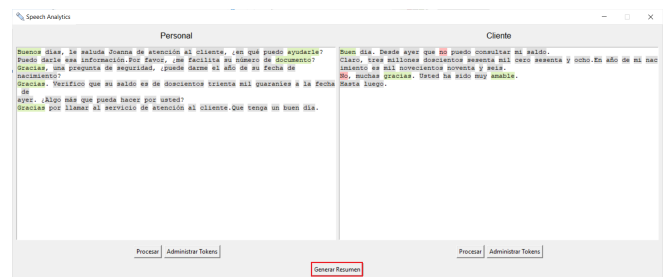 Speech Analytics
Personal
Buenos días, le saluda Joanna de atención al cliente, ¿en qué puedo ayudarle?
Puedo darle esa información.Por favor, ¿me facilita su número de documento?
Gracias, una pregunta de seguridad, ¿puede darme el año de su fecha de
nacimiento?
Gracias. Verifico que su saldo es de doscientos treinta mil guaraníes a la fecha
de
ayer. ¿Algo más que pueda hacer por usted?
Gracias por llamar al servicio de atención al cliente.Que tenga un buen día.
Procesar Administrar Tokens
Cliente
Buen día. Desde ayer que no puedo consultar mi saldo.
Claro, tres millones doscientos sesenta mil cero sesenta y ocho.En año de mi nac
imiento es mil novecientos noventa y seis.
No, muchas gracias. Usted ha sido muy amable.
Hasta luego.
Procesar Administrar Tokens
Generar Resumen